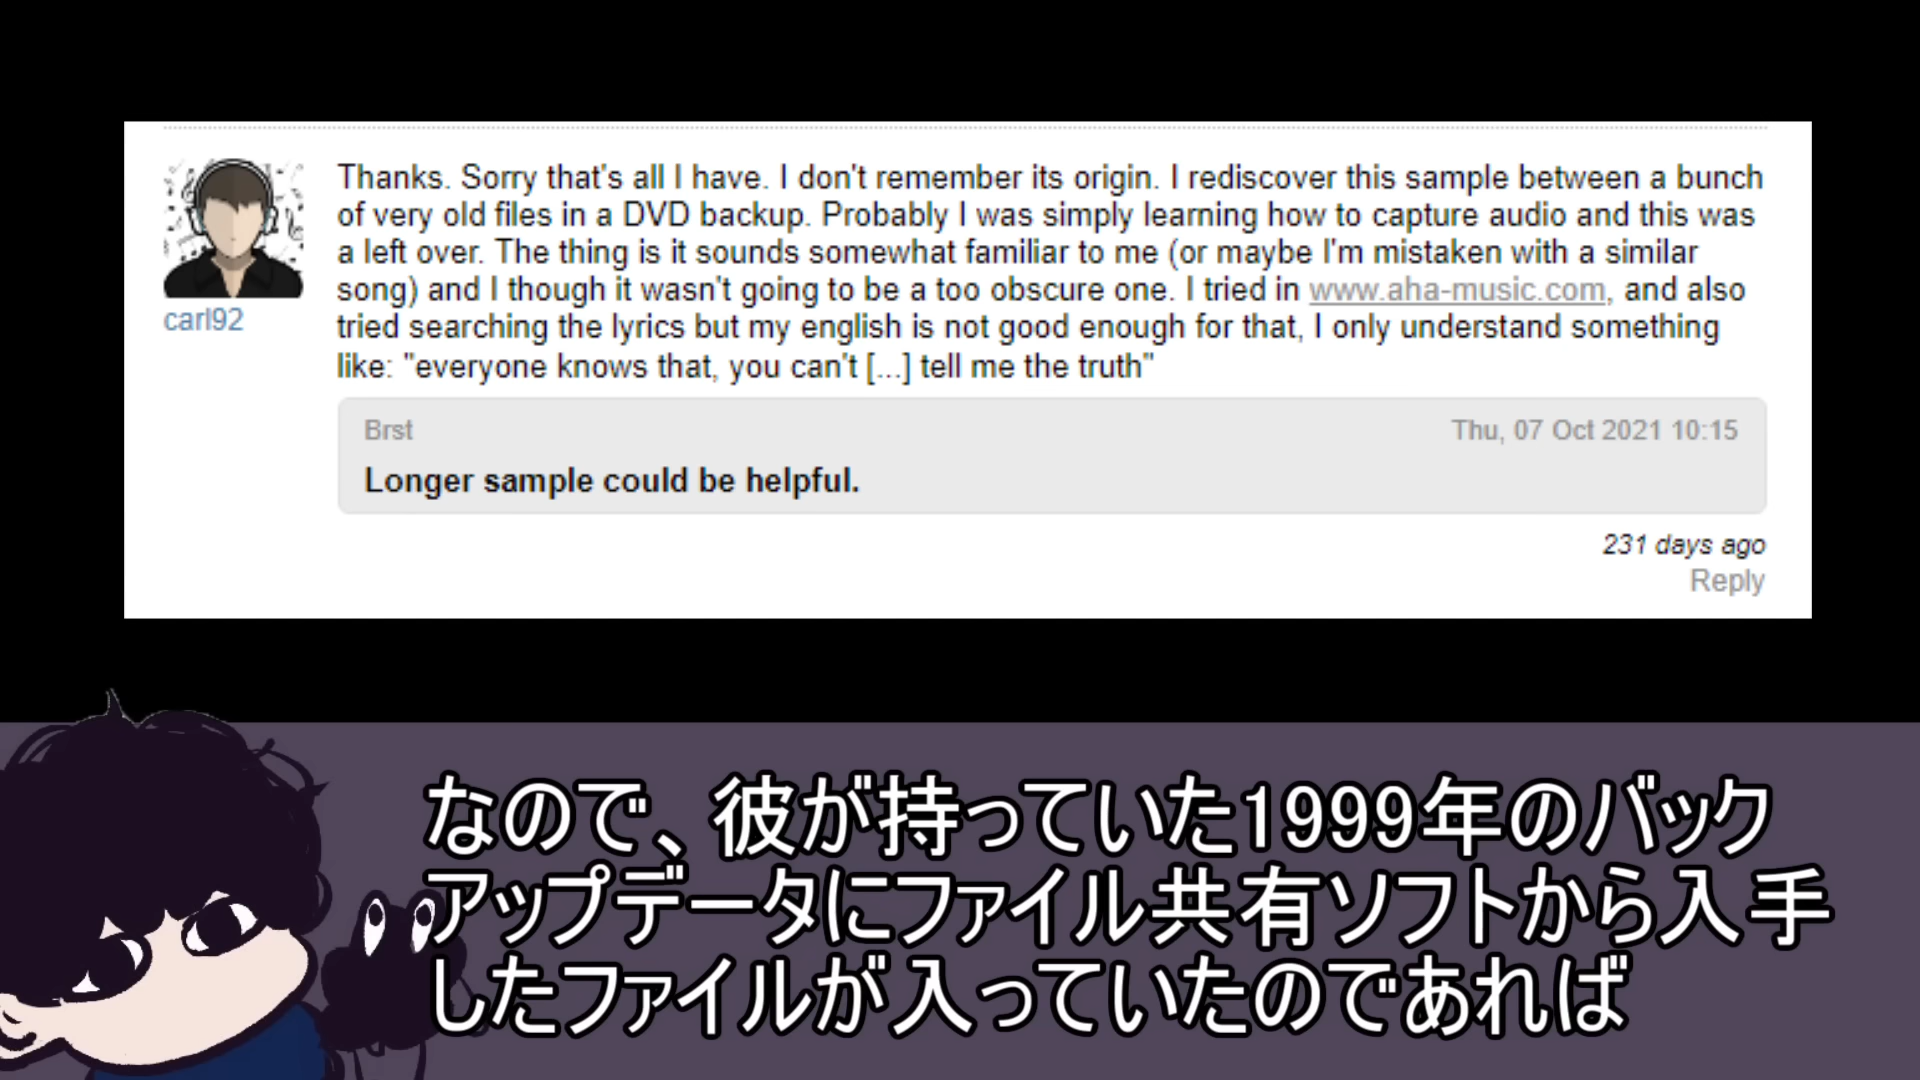 Thanks. Sorry that's all I have. I don't remember its origin. I rediscover this sample between a bunch
of very old files in a DVD backup. Probably I was simply learning how to capture audio and this was
a left over. The thing is it sounds somewhat familiar to me (or maybe I'm mistaken with a similar
song) and I though it wasn't going to be a too obscure one. I tried in www.aha-music.com, and also
tried searching the lyrics but my english is not good enough for that, I only understand something
like: "everyone knows that, you can't [...] tell me the truth"
carl92
Brst
Thu, 07 Oct 2021 10:15
Longer sample could be helpful.
231 days ago
Reply
なので、彼が持っていた1999年のバック
アップデータにファイル共有ソフトから入手
したファイルが入っていたのであれば